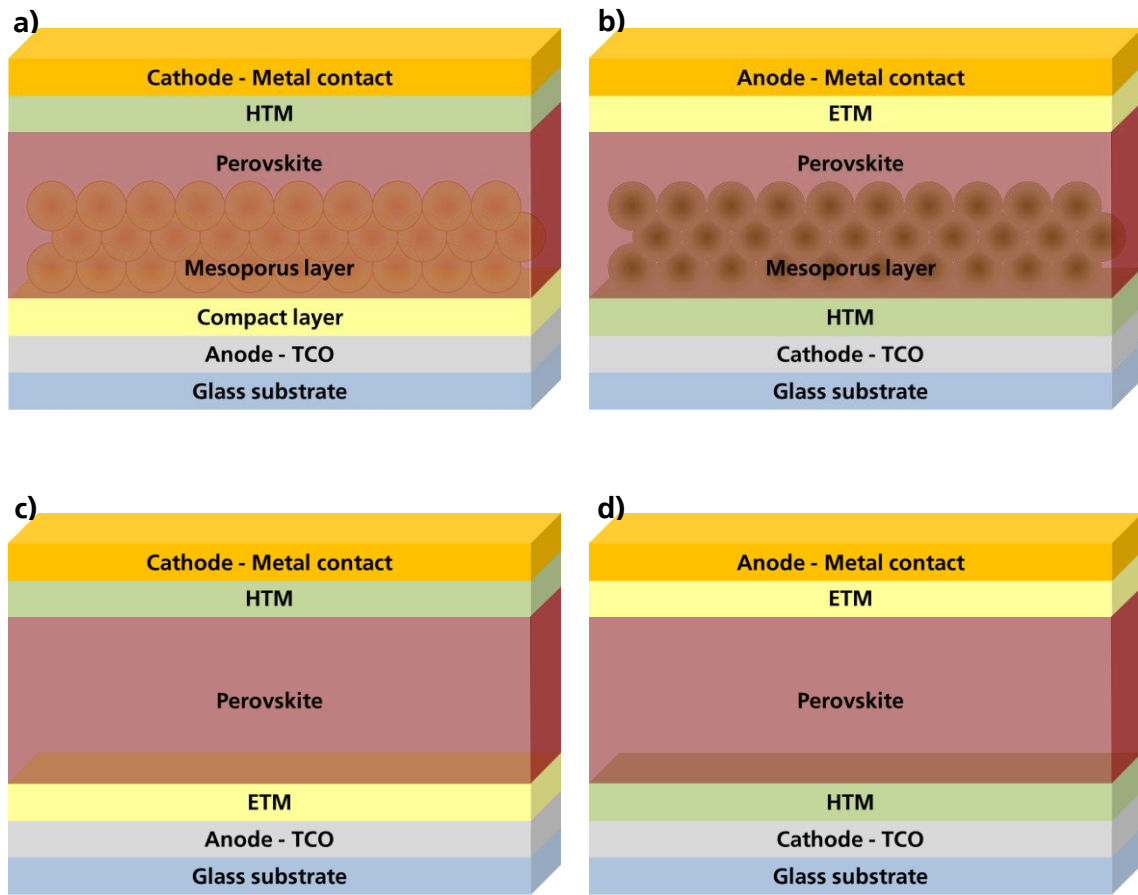 a)
Cathode - Metal contact
HTM
Perovskite
Mesoporus layer
Compact layer
Anode - TCO
Glass substrate
b)
Anode - Metal contact
ETM
Perovskite
Mesoporus layer
HTM
Cathode - TCO
Glass substrate
c)
Cathode - Metal contact
HTM
Perovskite
ETM
Anode - TCO
Glass substrate
d)
Anode - Metal contact
ETM
Perovskite
HTM
Cathode - TCO
Glass substrate